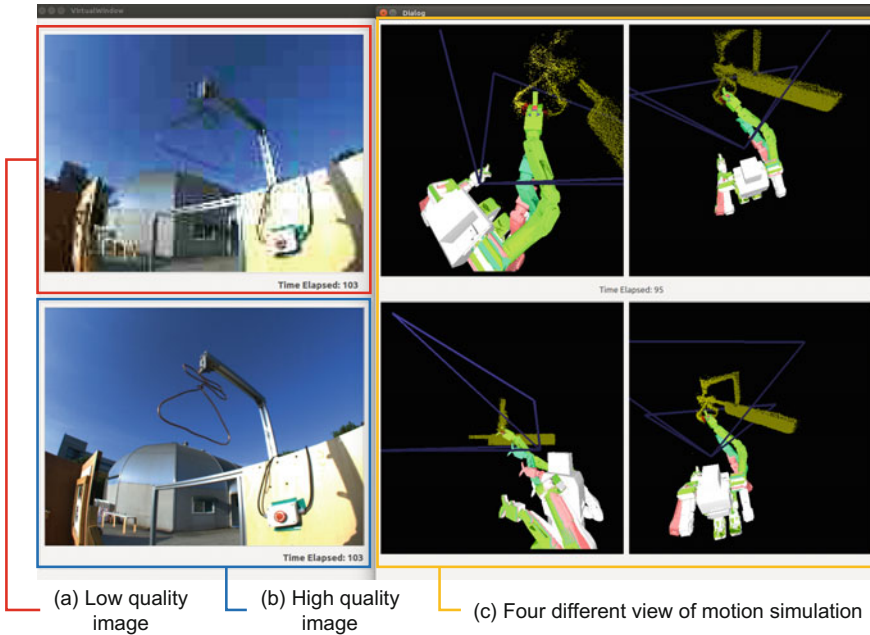 VirtualWindow
Dialog
Time Elapsed: 103
Time Elapsed: 95
Time Elapsed: 103
(a) Low quality
image
(b) High quality
image
(c) Four different view of motion simulation